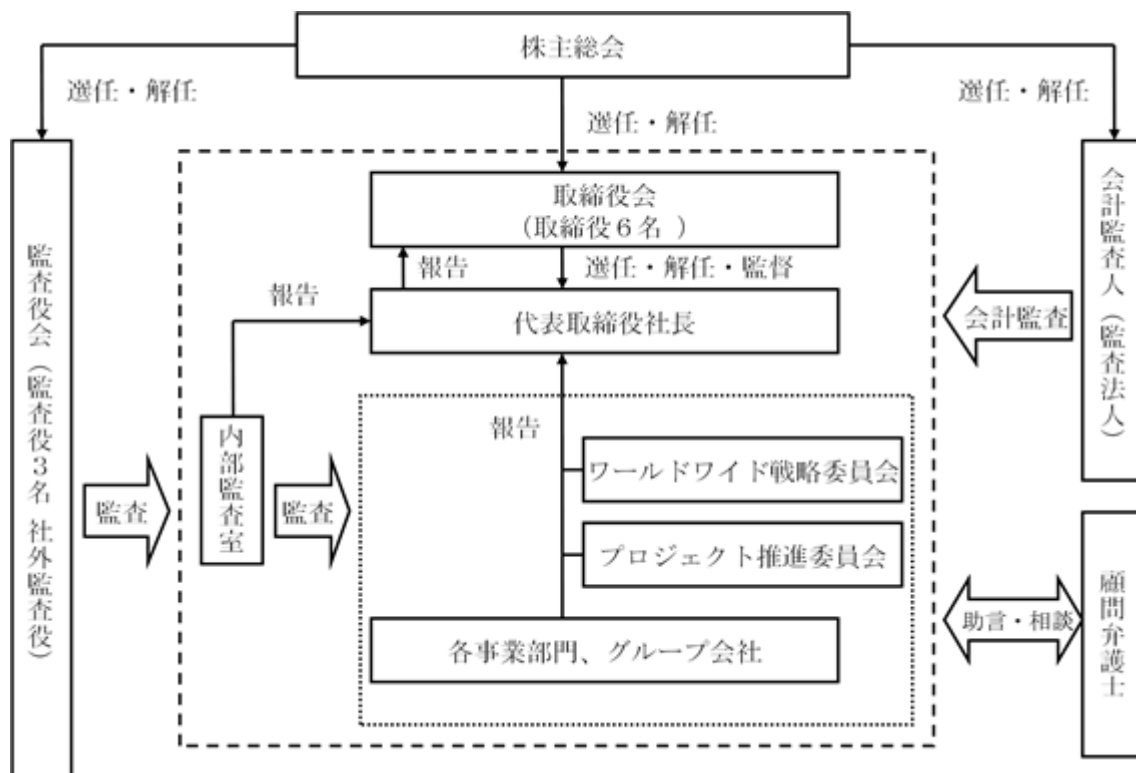 株主総会
選任・解任
選任・解任
選任・解任
監査役会（監査役３名 社外監査役）
取締役会
（取締役６名 ）
会計監査人（監査法人）
報告
選任・解任・監督
報告
代表取締役社長
会計監査
報告
内部監査室
ワールドワイド戦略委員会
監査
監査
プロジェクト推進委員会
顧問弁護士
助言・相談
各事業部門、グループ会社